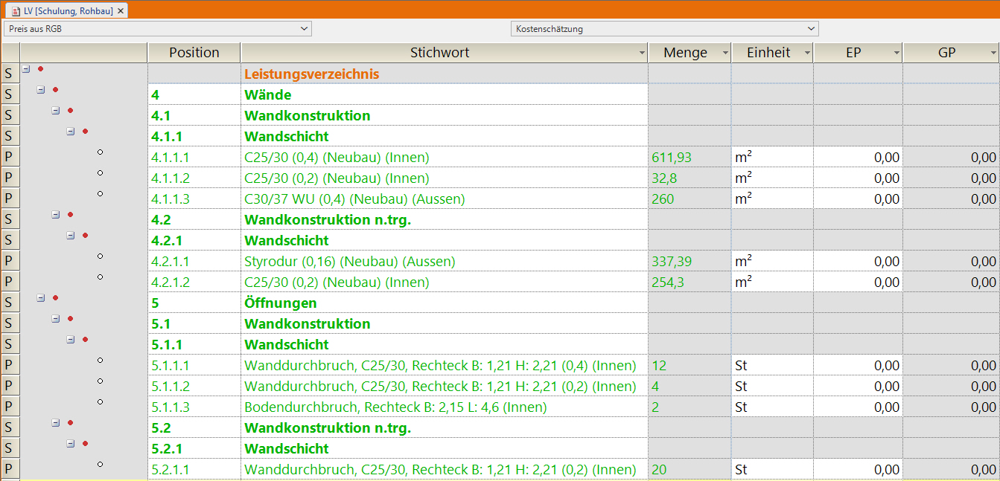 LV [Schulung, Rohbau] ✕
Preis aus RGB Kostenschätzung
Position Stichwort Menge Einheit EP GP
S Leistungsverzeichnis
S 4 Wände
S 4.1 Wandkonstruktion
S 4.1.1 Wandschicht
P 4.1.1.1 C25/30 (0,4) (Neubau) (Innen) 611,93 m² 0,00 0,00
P 4.1.1.2 C25/30 (0,2) (Neubau) (Innen) 32,8 m² 0,00 0,00
P 4.1.1.3 C30/37 WU (0,4) (Neubau) (Aussen) 260 m² 0,00 0,00
S 4.2 Wandkonstruktion n.trg.
S 4.2.1 Wandschicht
P 4.2.1.1 Styrodur (0,16) (Neubau) (Aussen) 337,39 m² 0,00 0,00
P 4.2.1.2 C25/30 (0,2) (Neubau) (Innen) 254,3 m² 0,00 0,00
S 5 Öffnungen
S 5.1 Wandkonstruktion
S 5.1.1 Wandschicht
P 5.1.1.1 Wanddurchbruch, C25/30, Rechteck B: 1,21 H: 2,21 (0,4) (Innen) 12 St 0,00 0,00
P 5.1.1.2 Wanddurchbruch, C25/30, Rechteck B: 1,21 H: 2,21 (0,2) (Innen) 4 St 0,00 0,00
P 5.1.1.3 Bodendurchbruch, Rechteck B: 2,15 L: 4,6 (Innen) 2 St 0,00 0,00
S 5.2 Wandkonstruktion n.trg.
S 5.2.1 Wandschicht
P 5.2.1.1 Wanddurchbruch, C25/30, Rechteck B: 1,21 H: 2,21 (0,2) (Innen) 20 St 0,00 0,00